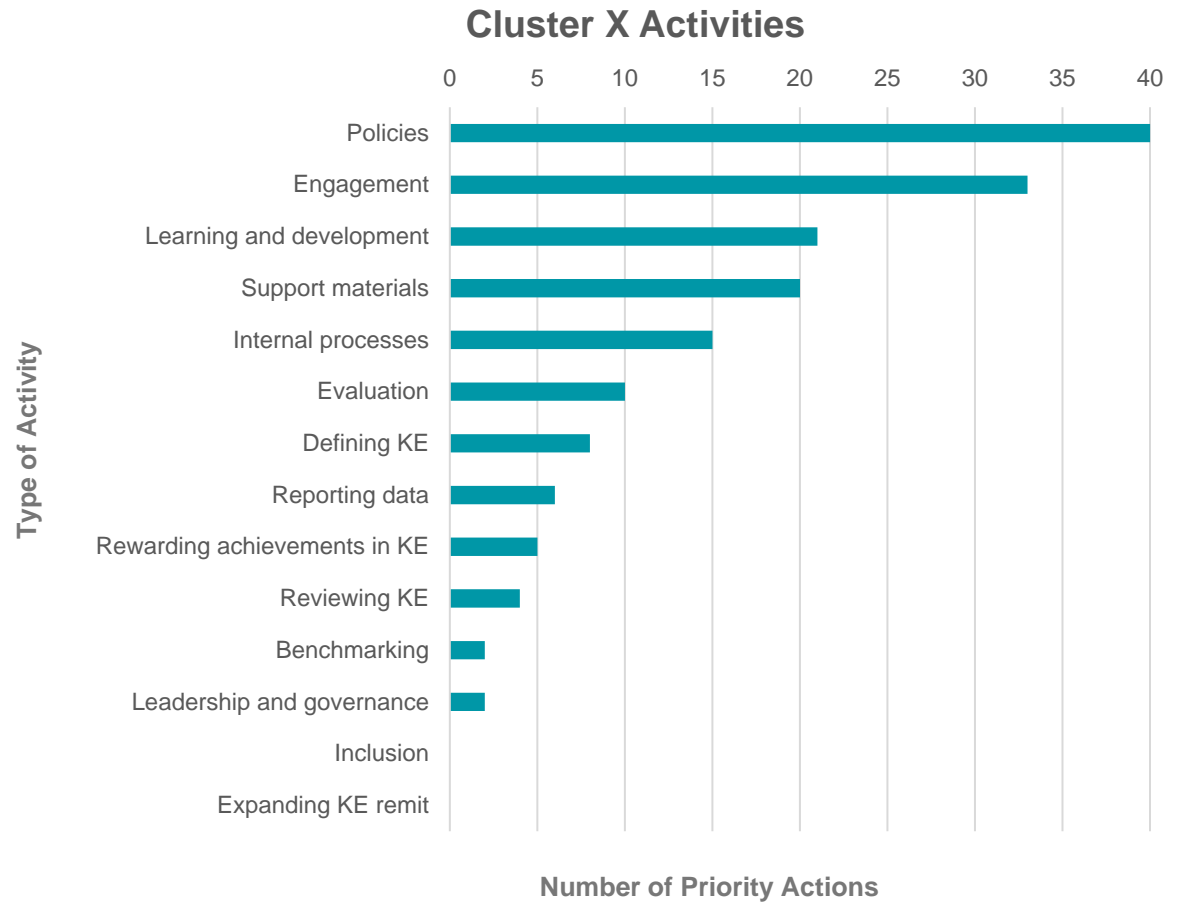 Cluster X Activities
0 5 10 15 20 25 30 35 40
Policies
Engagement
Learning and development
Support materials
Internal processes
Evaluation
Defining KE
Reporting data
Rewarding achievements in KE
Reviewing KE
Benchmarking
Leadership and governance
Inclusion
Expanding KE remit
Type of Activity
Number of Priority Actions